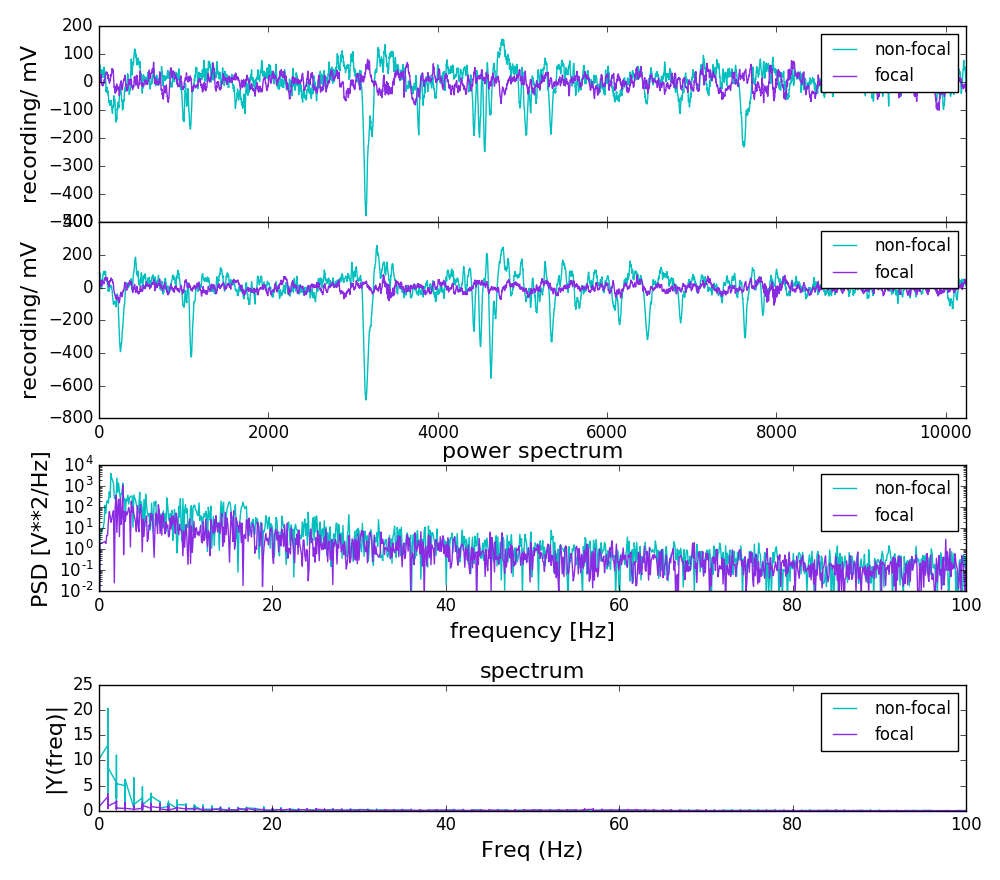 200
100
0
−100
−200
−300
−400
−500
recording/ mV
non-focal
focal
400
200
0
−200
−400
−600
−800
recording/ mV
non-focal
focal
0 2000 4000 6000 8000 10000
power spectrum
10^4
10^3
10^2
10^1
10^0
10^-1
10^-2
PSD [V**2/Hz]
non-focal
focal
0 20 40 60 80 100
frequency [Hz]
spectrum
25
20
15
10
5
0
|Y(freq)|
non-focal
focal
0 20 40 60 80 100
Freq (Hz)